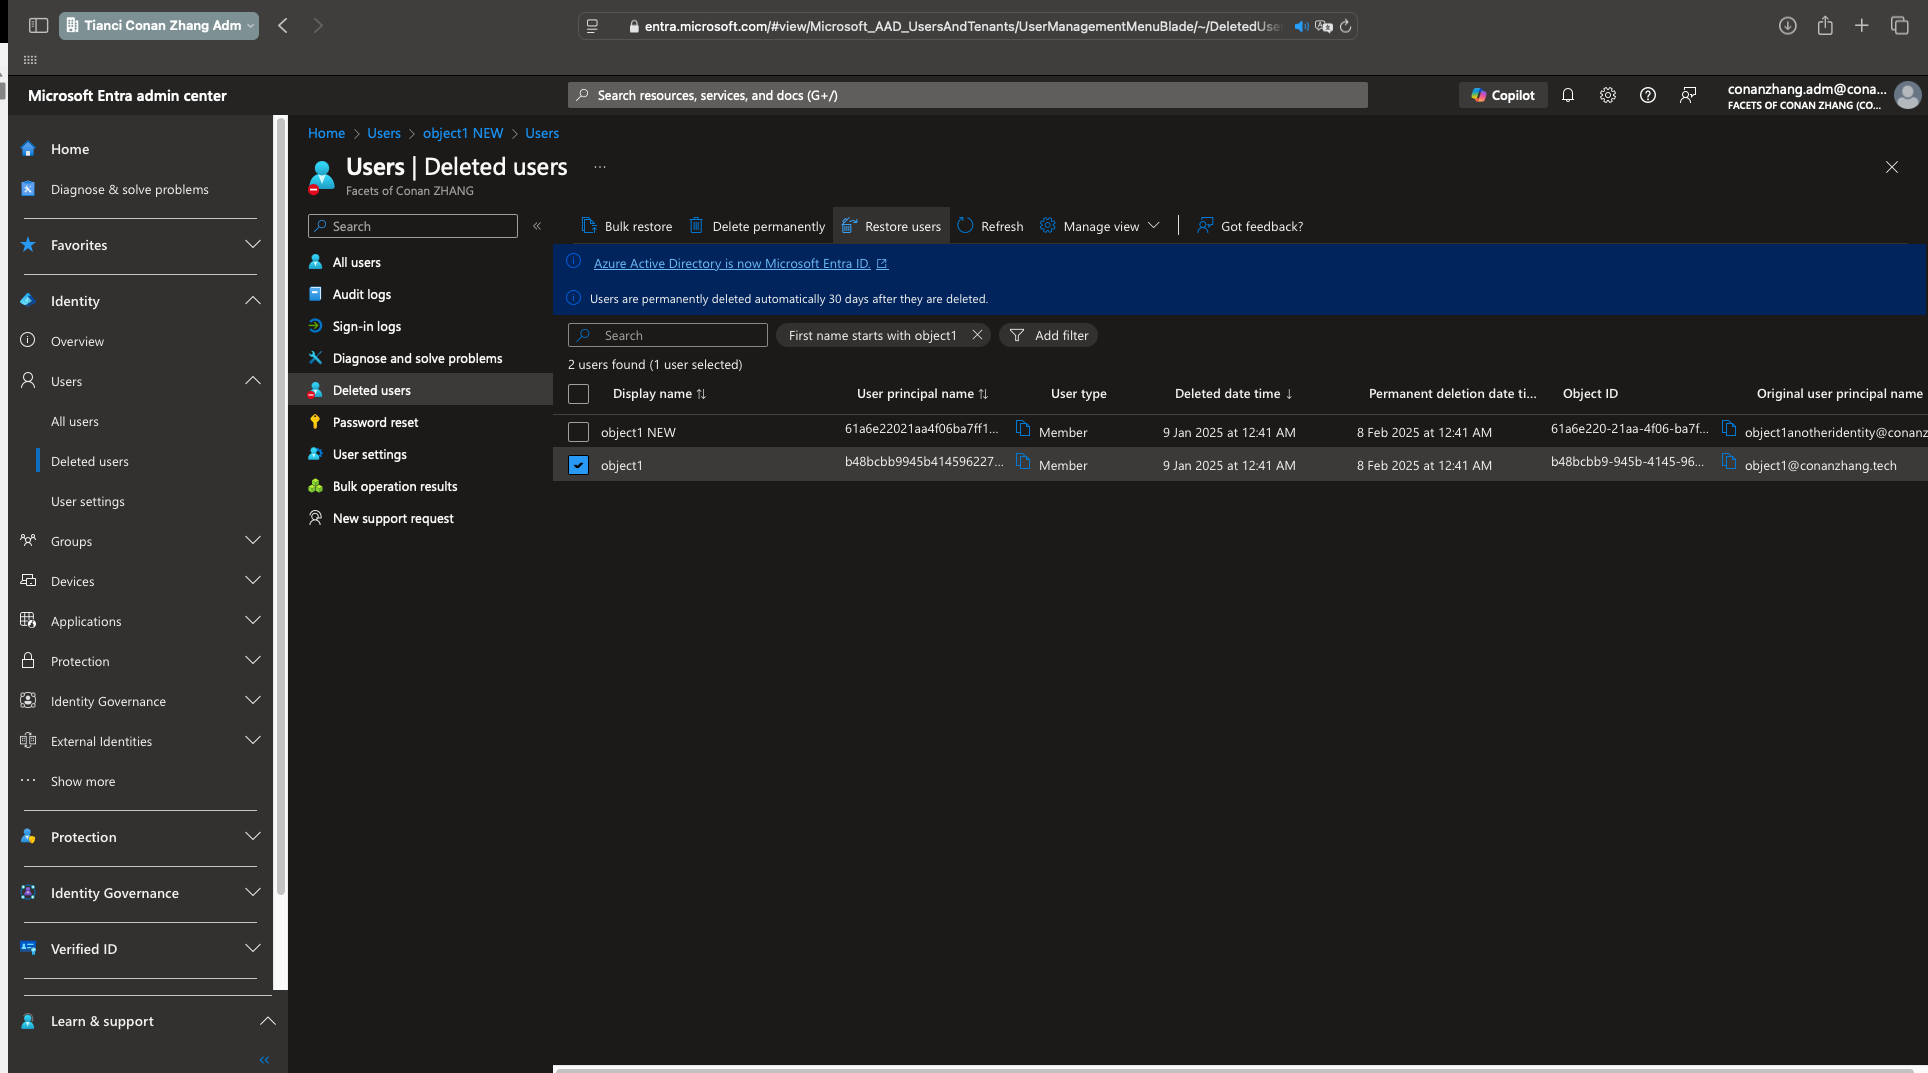 Tianci Conan Zhang Adm
entra.microsoft.com/#view/Microsoft_AAD_UsersAndTenants/UserManagementMenuBlade/~/DeletedUse
Microsoft Entra admin center
Search resources, services, and docs (G+/)
Copilot
conanzhang.adm@cona...
FACETS OF CONAN ZHANG (CO...
Home
Diagnose & solve problems
Favorites
Identity
Overview
Users
All users
Deleted users
User settings
Groups
Devices
Applications
Protection
Identity Governance
External Identities
Show more
Protection
Identity Governance
Verified ID
Learn & support
Home > Users > object1 NEW > Users
Users | Deleted users ...
Facets of Conan ZHANG
Search
All users
Audit logs
Sign-in logs
Diagnose and solve problems
Deleted users
Password reset
User settings
Bulk operation results
New support request
Bulk restore Delete permanently Restore users Refresh Manage view | Got feedback?
Azure Active Directory is now Microsoft Entra ID.
Users are permanently deleted automatically 30 days after they are deleted.
Search First name starts with object1 Add filter
2 users found (1 user selected)
Display name User principal name User type Deleted date time ↓ Permanent deletion date ti... Object ID Original user principal name
object1 NEW 61a6e22021aa4f06ba7ff1... Member 9 Jan 2025 at 12:41 AM 8 Feb 2025 at 12:41 AM 61a6e220-21aa-4f06-ba7f... object1anotheridentity@conanz
object1 b48bcbb9945b414596227... Member 9 Jan 2025 at 12:41 AM 8 Feb 2025 at 12:41 AM b48bcbb9-945b-4145-96... object1@conanzhang.tech